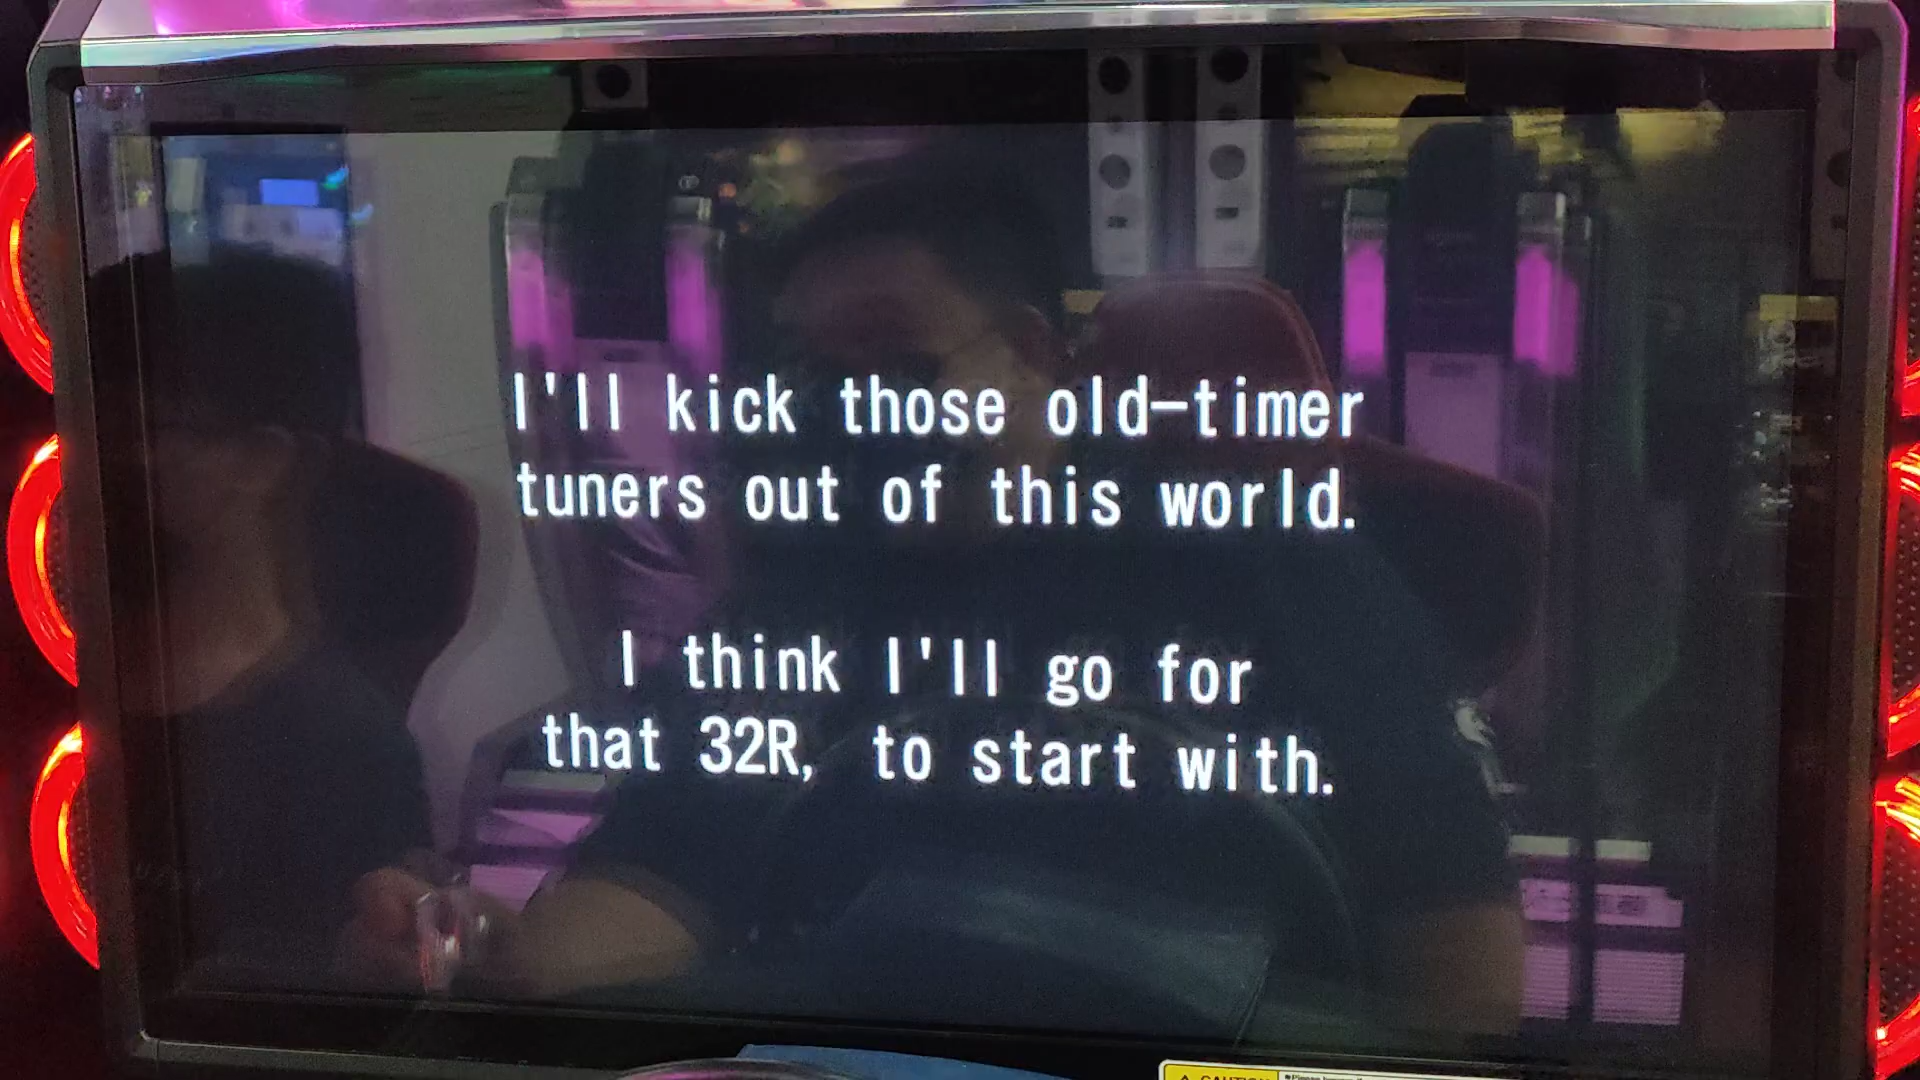 I'll kick those old-timer
tuners out of this world.
I think I'll go for
that 32R, to start with.
CAUTION